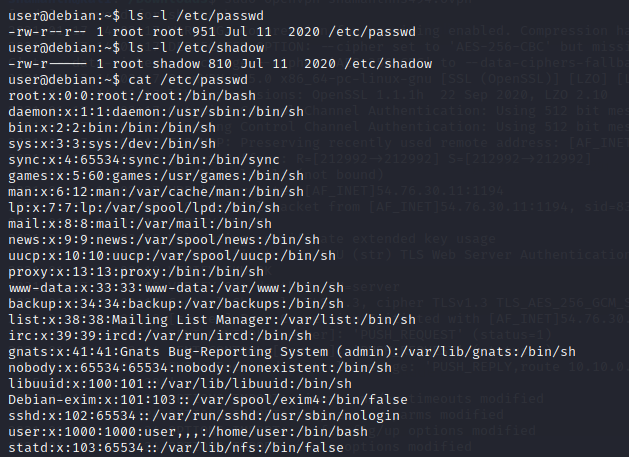 user@debian:~$ ls -l /etc/passwd
-rw-r--r-- 1 root root 951 Jul 11  2020 /etc/passwd
user@debian:~$ ls -l /etc/shadow
-rw-r----- 1 root shadow 810 Jul 11  2020 /etc/shadow
user@debian:~$ cat /etc/passwd
root:x:0:0:root:/root:/bin/bash
daemon:x:1:1:daemon:/usr/sbin:/bin/sh
bin:x:2:2:bin:/bin:/bin/sh
sys:x:3:3:sys:/dev:/bin/sh
sync:x:4:65534:sync:/bin:/bin/sync
games:x:5:60:games:/usr/games:/bin/sh
man:x:6:12:man:/var/cache/man:/bin/sh
lp:x:7:7:lp:/var/spool/lpd:/bin/sh
mail:x:8:8:mail:/var/mail:/bin/sh
news:x:9:9:news:/var/spool/news:/bin/sh
uucp:x:10:10:uucp:/var/spool/uucp:/bin/sh
proxy:x:13:13:proxy:/bin:/bin/sh
www-data:x:33:33:www-data:/var/www:/bin/sh
backup:x:34:34:backup:/var/backups:/bin/sh
list:x:38:38:Mailing List Manager:/var/list:/bin/sh
irc:x:39:39:ircd:/var/run/ircd:/bin/sh
gnats:x:41:41:Gnats Bug-Reporting System (admin):/var/lib/gnats:/bin/sh
nobody:x:65534:65534:nobody:/nonexistent:/bin/sh
libuuid:x:100:101::/var/lib/libuuid:/bin/sh
Debian-exim:x:101:103::/var/spool/exim4:/bin/false
sshd:x:102:65534::/var/run/sshd:/usr/sbin/nologin
user:x:1000:1000:user,,,:/home/user:/bin/bash
statd:x:103:65534::/var/lib/nfs:/bin/false